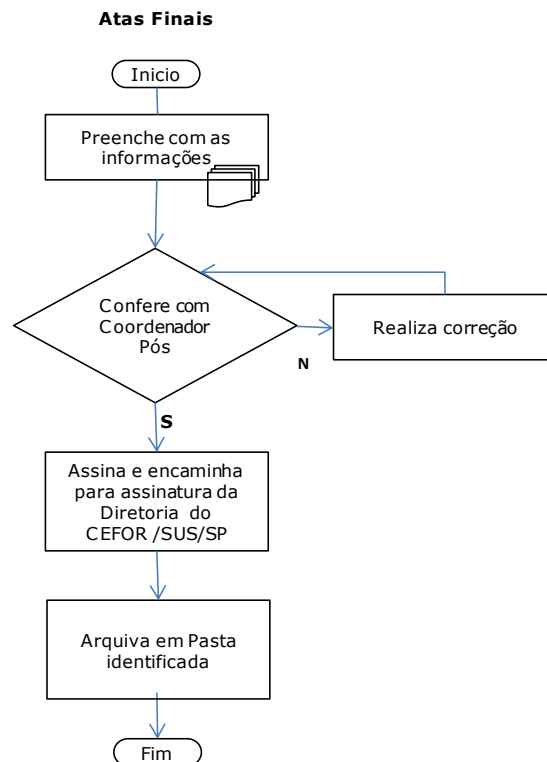 Atas Finais
Inicio
Preenche com as
informações
Confere com
Coordenador
Pós
Realiza correção
N
S
Assina e encaminha
para assinatura da
Diretoria do
CEFOR /SUS/SP
Arquiva em Pasta
identificada
Fim